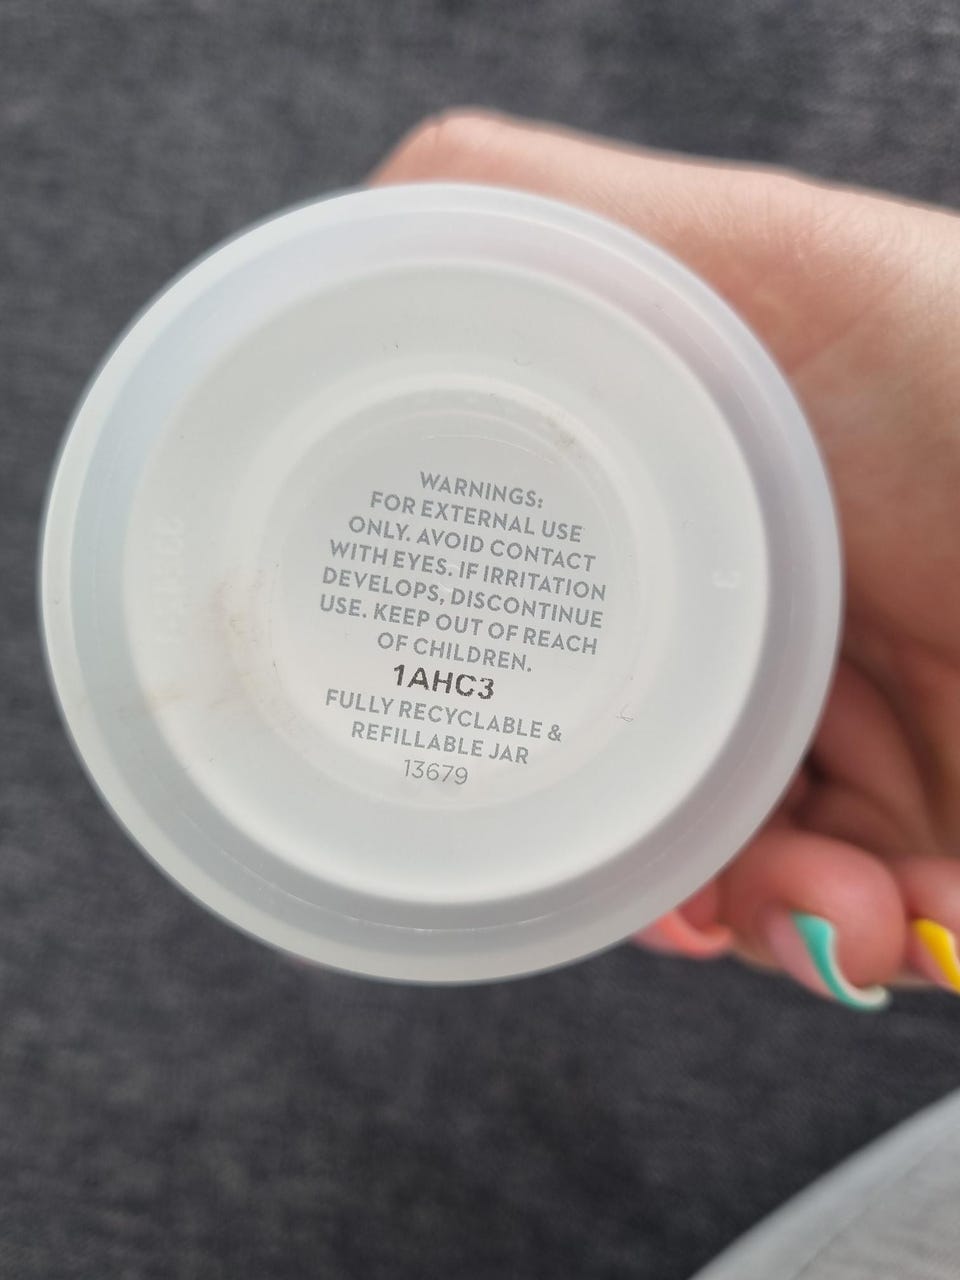 WARNINGS:
FOR EXTERNAL USE
ONLY. AVOID CONTACT
WITH EYES. IF IRRITATION
DEVELOPS, DISCONTINUE
USE. KEEP OUT OF REACH
OF CHILDREN.
1AHC3
FULLY RECYCLABLE &
REFILLABLE JAR
13679